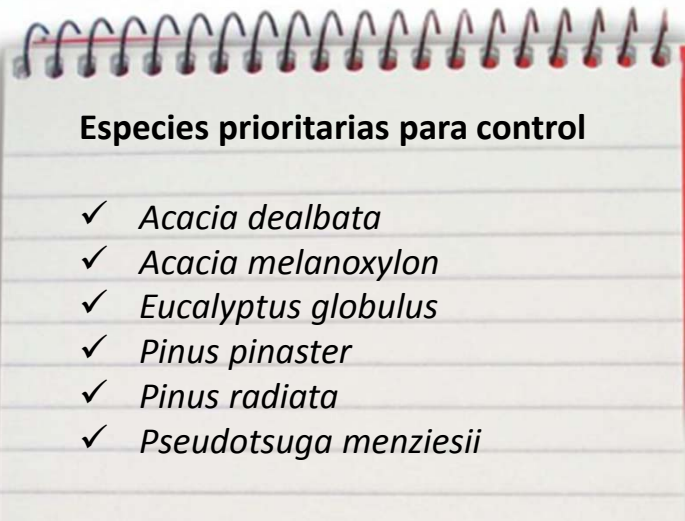 Especies prioritarias para control
✓ Acacia dealbata
✓ Acacia melanoxylon
✓ Eucalyptus globulus
✓ Pinus pinaster
✓ Pinus radiata
✓ Pseudotsuga menziesii